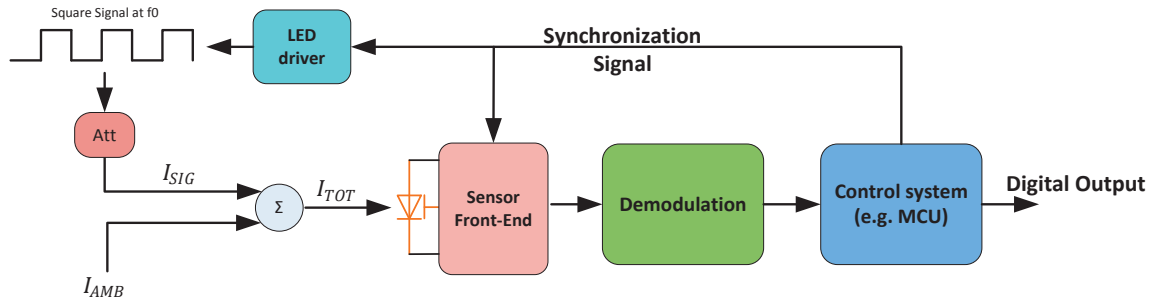 Square Signal at f0
LED
driver
Synchronization
Signal
Att
I_SIG
Σ
I_TOT
I_AMB
Sensor
Front-End
Demodulation
Control system
(e.g. MCU)
Digital Output